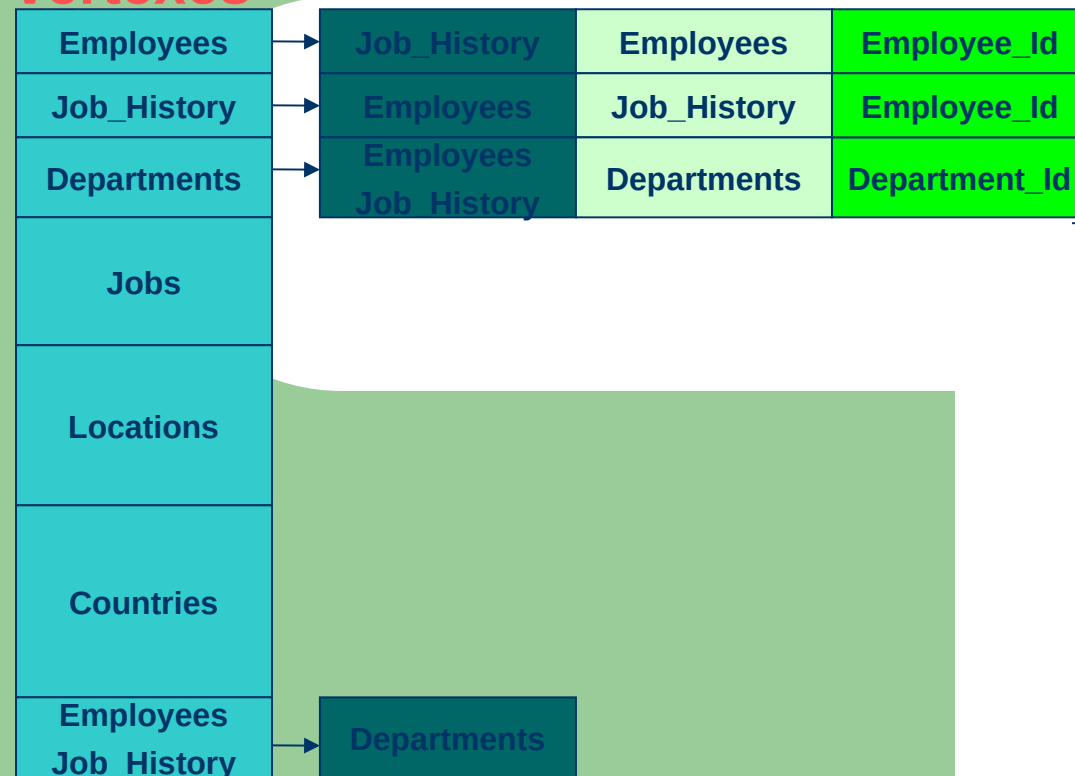 Vertexes
Employees Job_History Employees Employee_Id
Job_History Employees Job_History Employee_Id
Departments Employees Job_History Departments Department_Id
Jobs
Locations
Countries
Employees Job_History Departments